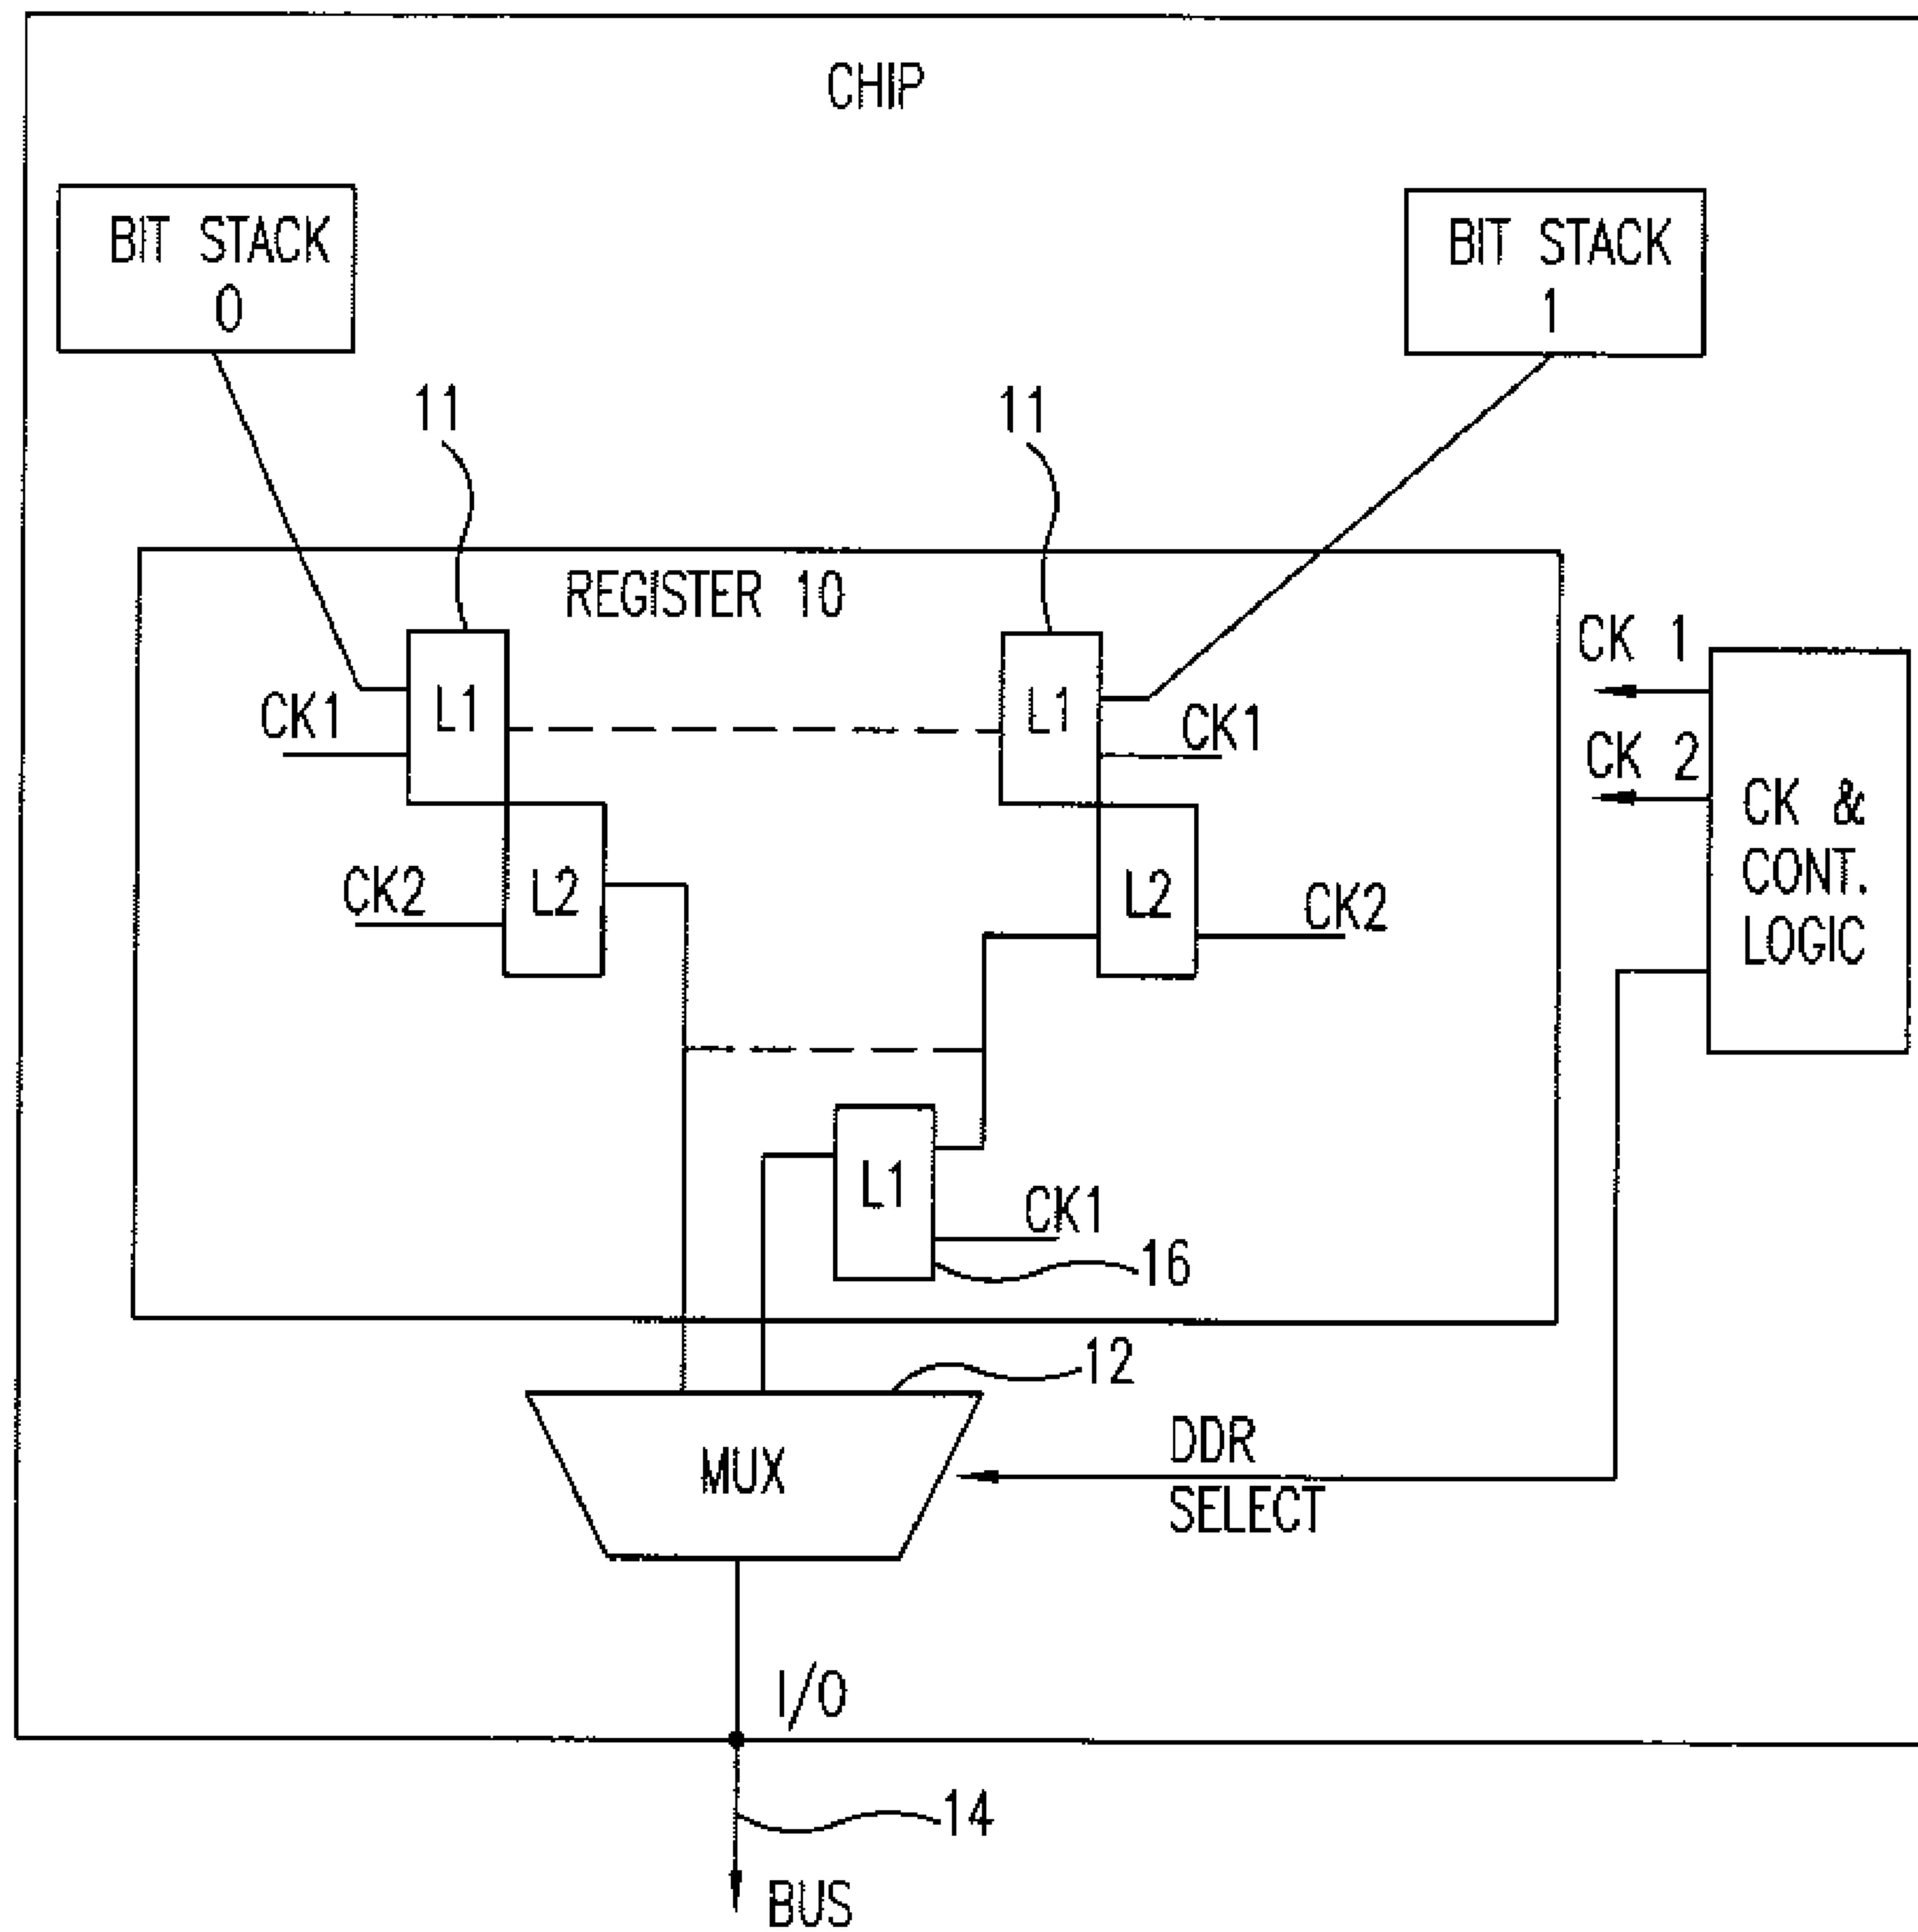 CHIP
BIT STACK
0
BIT STACK
1
11
11
REGISTER 10
L1
L1
CK1
CK1
CK 1
CK 2
CK &
CONT.
LOGIC
L2
L2
CK2
CK2
L1
CK1
16
12
MUX
DDR
SELECT
I/O
14
BUS